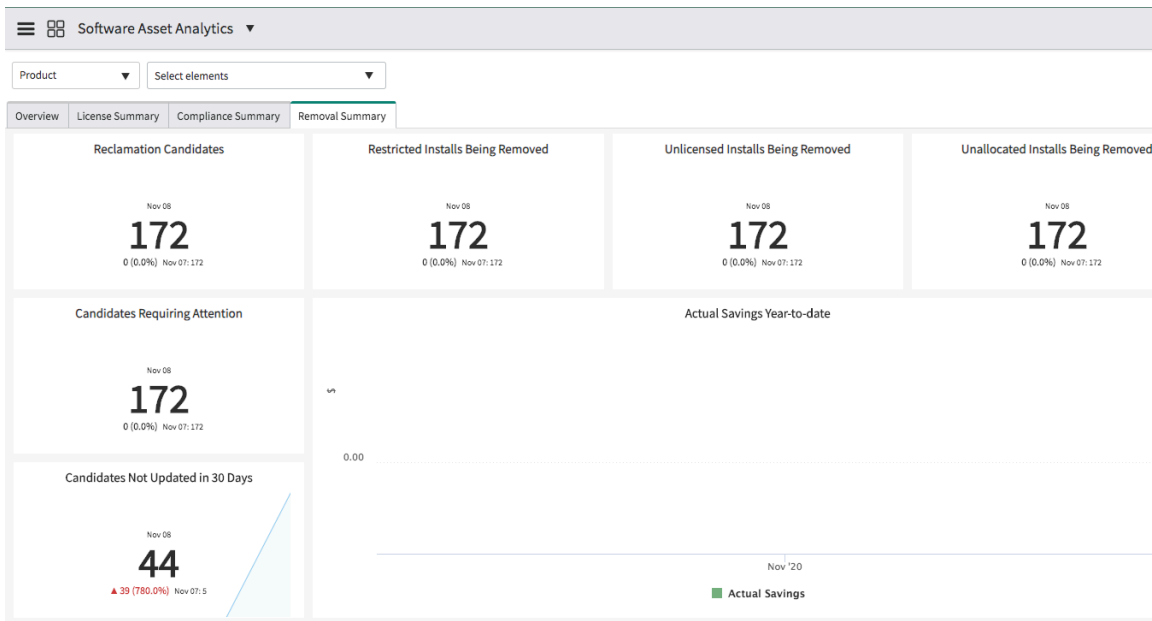 Software Asset Analytics ▼
Product ▼ Select elements ▼
Overview License Summary Compliance Summary Removal Summary
Reclamation Candidates
Nov 08
172
0 (0.0%) Nov 07: 172
Restricted Installs Being Removed
Nov 08
172
0 (0.0%) Nov 07: 172
Unlicensed Installs Being Removed
Nov 08
172
0 (0.0%) Nov 07: 172
Unallocated Installs Being Removed
Nov 08
172
0 (0.0%) Nov 07: 172
Candidates Requiring Attention
Nov 08
172
0 (0.0%) Nov 07: 172
Candidates Not Updated in 30 Days
Nov 08
44
▲ 39 (780.0%) Nov 07: 5
Actual Savings Year-to-date
$
0.00
Nov '20
Actual Savings